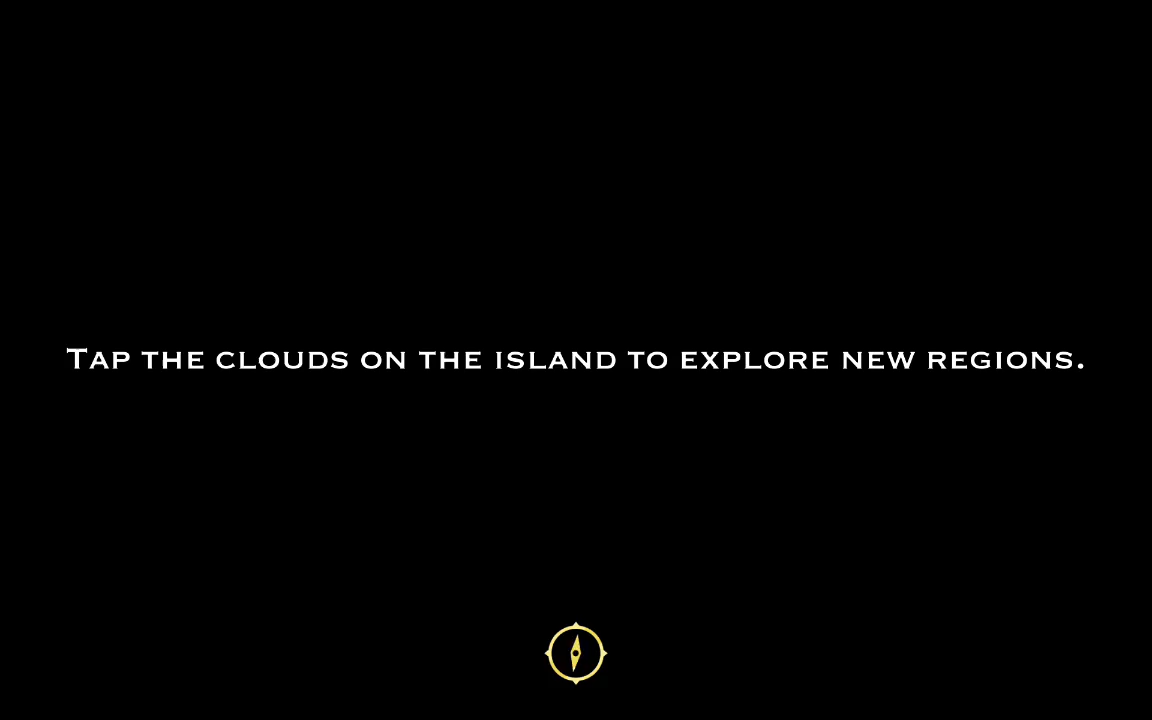 Tap the clouds on the island to explore new regions.